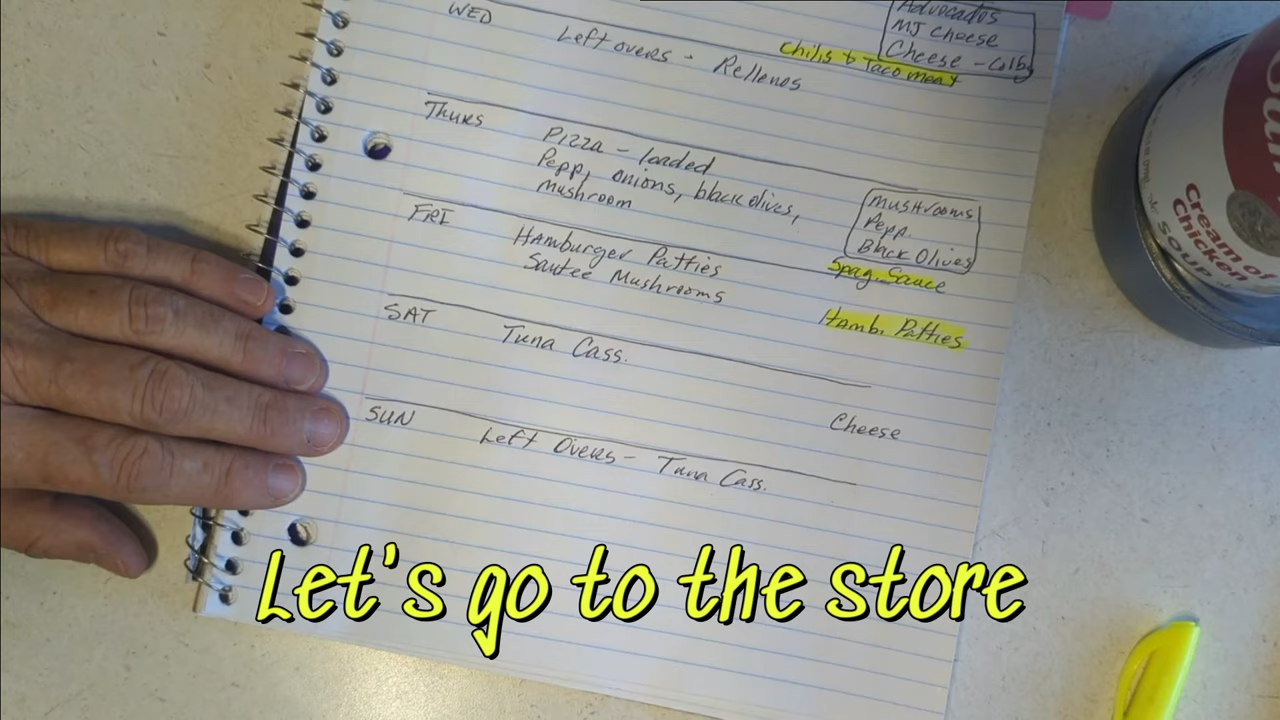 WED
Left overs - Rellenos
Advocados
MJ Cheese
Cheese - Colby
Chilis & Taco meat
THURS
Pizza - loaded
Pepp, onions, black olives,
Mushroom
Mushrooms
Pepp.
Black Olives
Spag. Sauce
FRI
Hamburger Patties
Sautee Mushrooms
Hamb. Patties
SAT
Tuna Cass.
Cheese
SUN
Left Overs - Tuna Cass.
Cream of
Chicken
SOUP
Let's go to the store